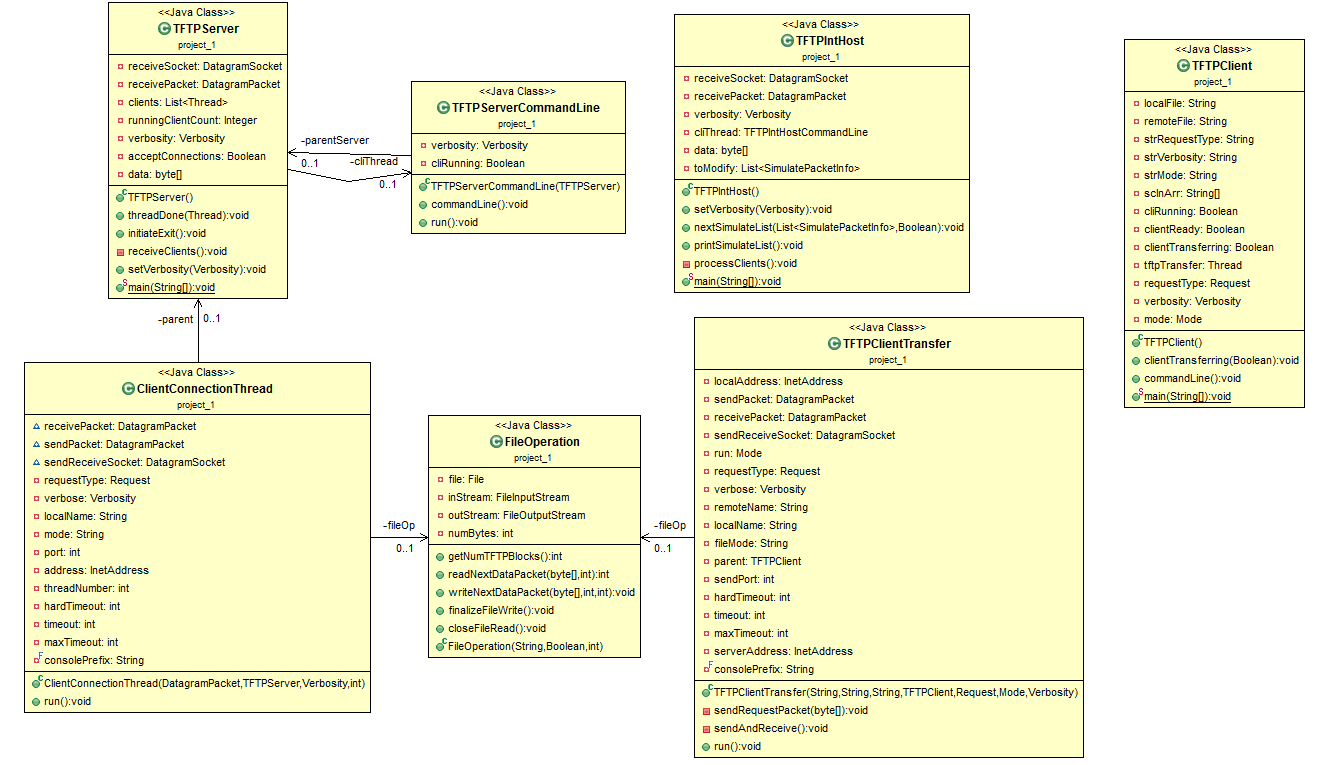 <<Java Class>>
TFTPServer
project_1
receiveSocket: DatagramSocket
receivePacket: DatagramPacket
clients: List<Thread>
runningClientCount: Integer
verbosity: Verbosity
acceptConnections: Boolean
data: byte[]
TFTPServer()
threadDone(Thread):void
initiateExit():void
receiveClients():void
setVerbosity(Verbosity):void
main(String[]):void
-parentServer
0..1
-cliThread
0..1
<<Java Class>>
TFTPServerCommandLine
project_1
verbosity: Verbosity
cliRunning: Boolean
TFTPServerCommandLine(TFTPServer)
commandLine():void
run():void
<<Java Class>>
TFTPIntHost
project_1
receiveSocket: DatagramSocket
receivePacket: DatagramPacket
verbosity: Verbosity
cliThread: TFTPIntHostCommandLine
data: byte[]
toModify: List<SimulatePacketInfo>
TFTPIntHost()
setVerbosity(Verbosity):void
nextSimulateList(List<SimulatePacketInfo>,Boolean):void
printSimulateList():void
processClients():void
main(String[]):void
<<Java Class>>
TFTPClient
project_1
localFile: String
remoteFile: String
strRequestType: String
strVerbosity: String
strMode: String
scInArr: String[]
cliRunning: Boolean
clientReady: Boolean
clientTransferring: Boolean
tftpTransfer: Thread
requestType: Request
verbosity: Verbosity
mode: Mode
TFTPClient()
clientTransferring(Boolean):void
commandLine():void
main(String[]):void
-parent
0..1
<<Java Class>>
ClientConnectionThread
project_1
receivePacket: DatagramPacket
sendPacket: DatagramPacket
sendReceiveSocket: DatagramSocket
requestType: Request
verbose: Verbosity
localName: String
mode: String
port: int
address: InetAddress
threadNumber: int
hardTimeout: int
timeout: int
maxTimeout: int
consolePrefix: String
ClientConnectionThread(DatagramPacket,TFTPServer,Verbosity,int)
run():void
-fileOp
0..1
<<Java Class>>
FileOperation
project_1
file: File
inStream: FileInputStream
outStream: FileOutputStream
numBytes: int
getNumTFTPBlocks():int
readNextDataPacket(byte[],int):int
writeNextDataPacket(byte[],int,int):void
finalizeFileWrite():void
closeFileRead():void
FileOperation(String,Boolean,int)
-fileOp
0..1
<<Java Class>>
TFTPClientTransfer
project_1
localAddress: InetAddress
sendPacket: DatagramPacket
receivePacket: DatagramPacket
sendReceiveSocket: DatagramSocket
run: Mode
requestType: Request
verbose: Verbosity
remoteName: String
localName: String
fileMode: String
parent: TFTPClient
sendPort: int
hardTimeout: int
timeout: int
maxTimeout: int
serverAddress: InetAddress
consolePrefix: String
TFTPClientTransfer(String,String,String,TFTPClient,Request,Mode,Verbosity)
sendRequestPacket(byte[]):void
sendAndReceive():void
run():void